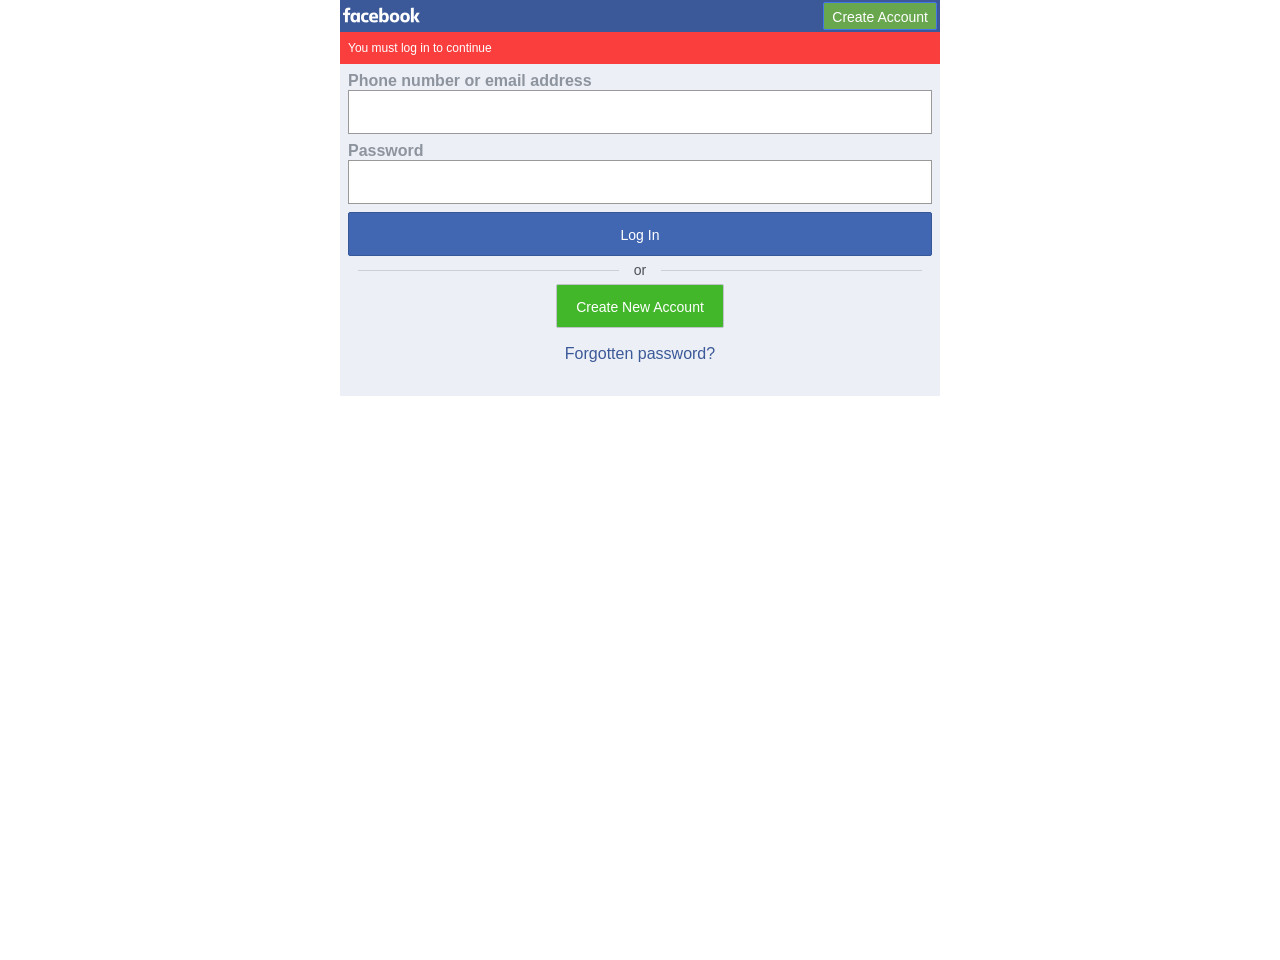 facebook
Create Account
You must log in to continue
Phone number or email address
Password
Log In
or
Create New Account
Forgotten password?